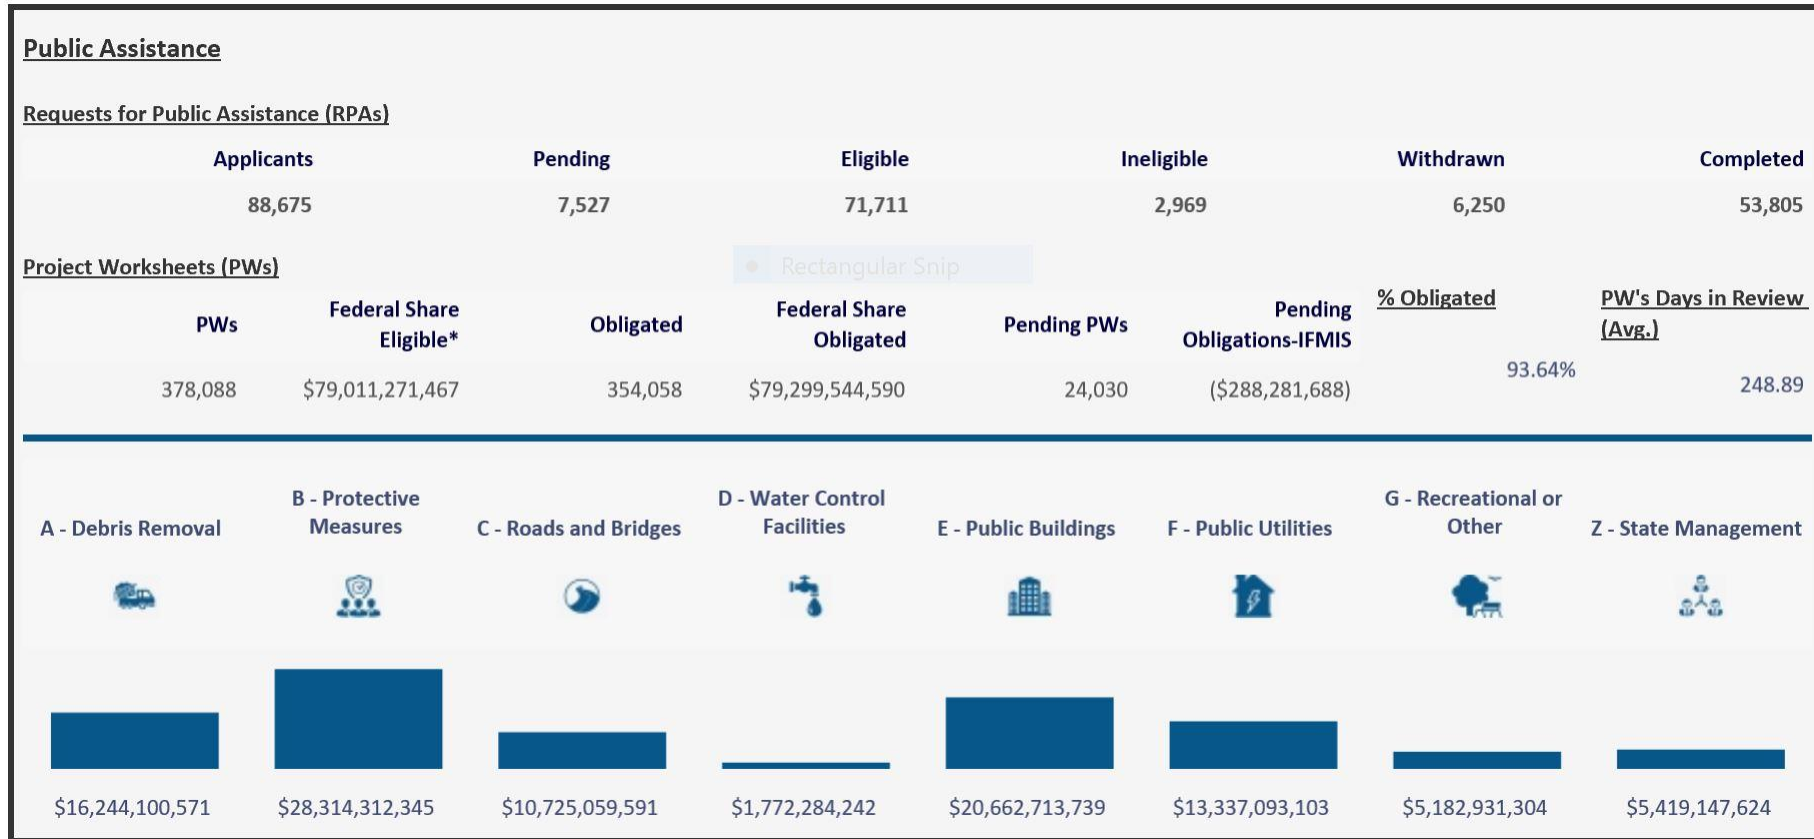 Public Assistance
Requests for Public Assistance (RPAs)
Applicants Pending Eligible Ineligible Withdrawn Completed
88,675 7,527 71,711 2,969 6,250 53,805
Rectangular Snip
Project Worksheets (PWs)
PWs Federal Share Eligible* Obligated Federal Share Obligated Pending PWs Pending Obligations-IFMIS % Obligated PW's Days in Review (Avg.)
378,088 $79,011,271,467 354,058 $79,299,544,590 24,030 ($288,281,688) 93.64% 248.89
A - Debris Removal B - Protective Measures C - Roads and Bridges D - Water Control Facilities E - Public Buildings F - Public Utilities G - Recreational or Other Z - State Management
$16,244,100,571 $28,314,312,345 $10,725,059,591 $1,772,284,242 $20,662,713,739 $13,337,093,103 $5,182,931,304 $5,419,147,624